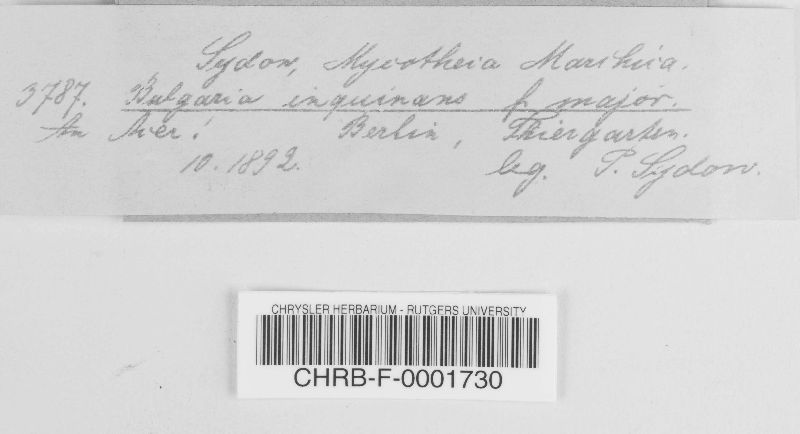 Sydow, Mycotheca Marchica.
3787. Bulgaria inquinans f. major.
An Acer! Berlin, Thiergarten.
10. 1892. leg. P. Sydow.
CHRYSLER HERBARIUM - RUTGERS UNIVERSITY
CHRB-F-0001730